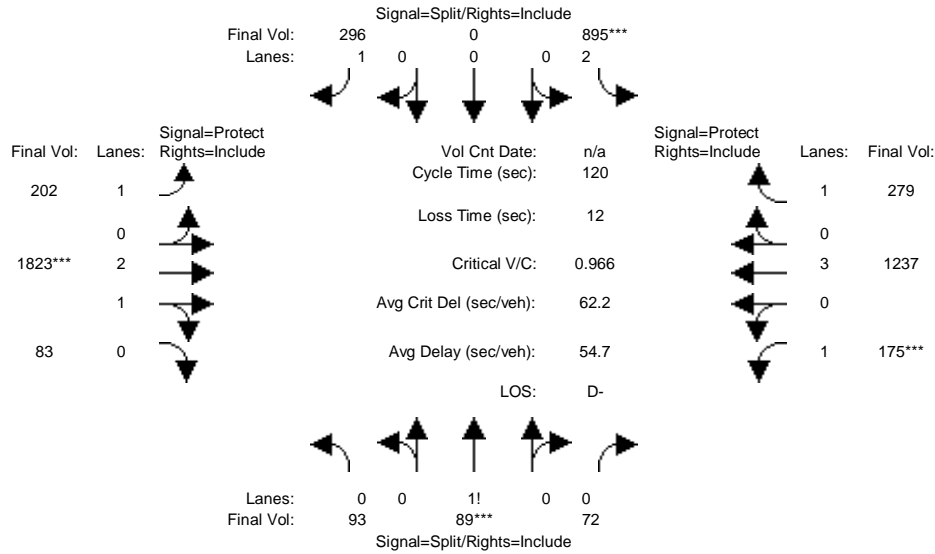 Signal=Split/Rights=Include
Final Vol: 296 0 895***
Lanes: 1 0 0 0 2
Signal=Protect
Final Vol: Lanes: Rights=Include
Vol Cnt Date: n/a
Signal=Protect
Rights=Include Lanes: Final Vol:
Cycle Time (sec): 120
202 1
1 279
Loss Time (sec): 12
0
0
1823*** 2
Critical V/C: 0.966
3 1237
1
Avg Crit Del (sec/veh): 62.2
0
83 0
Avg Delay (sec/veh): 54.7
1 175***
LOS: D-
Lanes: 0 0 1! 0 0
Final Vol: 93 89*** 72
Signal=Split/Rights=Include